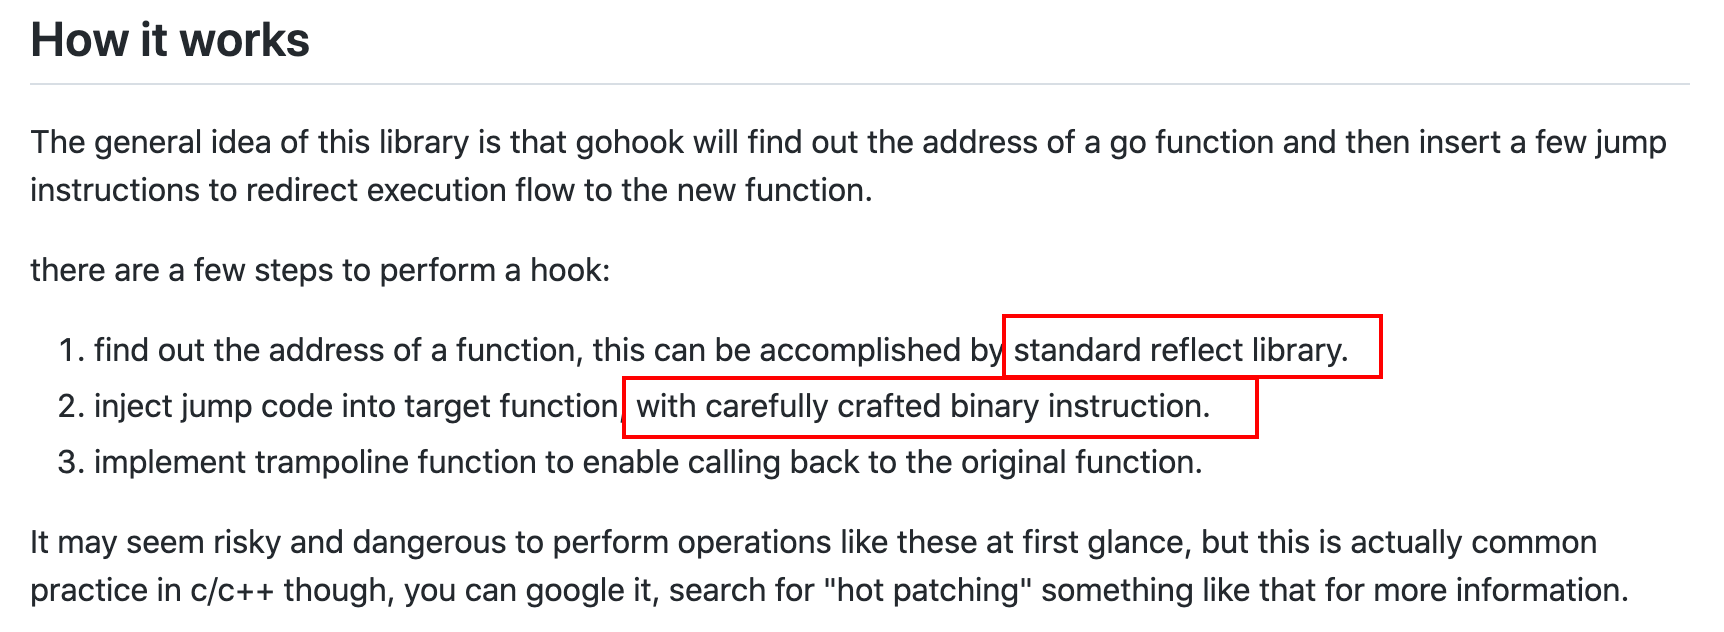 How it works
The general idea of this library is that gohook will find out the address of a go function and then insert a few jump
instructions to redirect execution flow to the new function.
there are a few steps to perform a hook:
1. find out the address of a function, this can be accomplished by standard reflect library.
2. inject jump code into target function, with carefully crafted binary instruction.
3. implement trampoline function to enable calling back to the original function.
It may seem risky and dangerous to perform operations like these at first glance, but this is actually common
practice in c/c++ though, you can google it, search for "hot patching" something like that for more information.